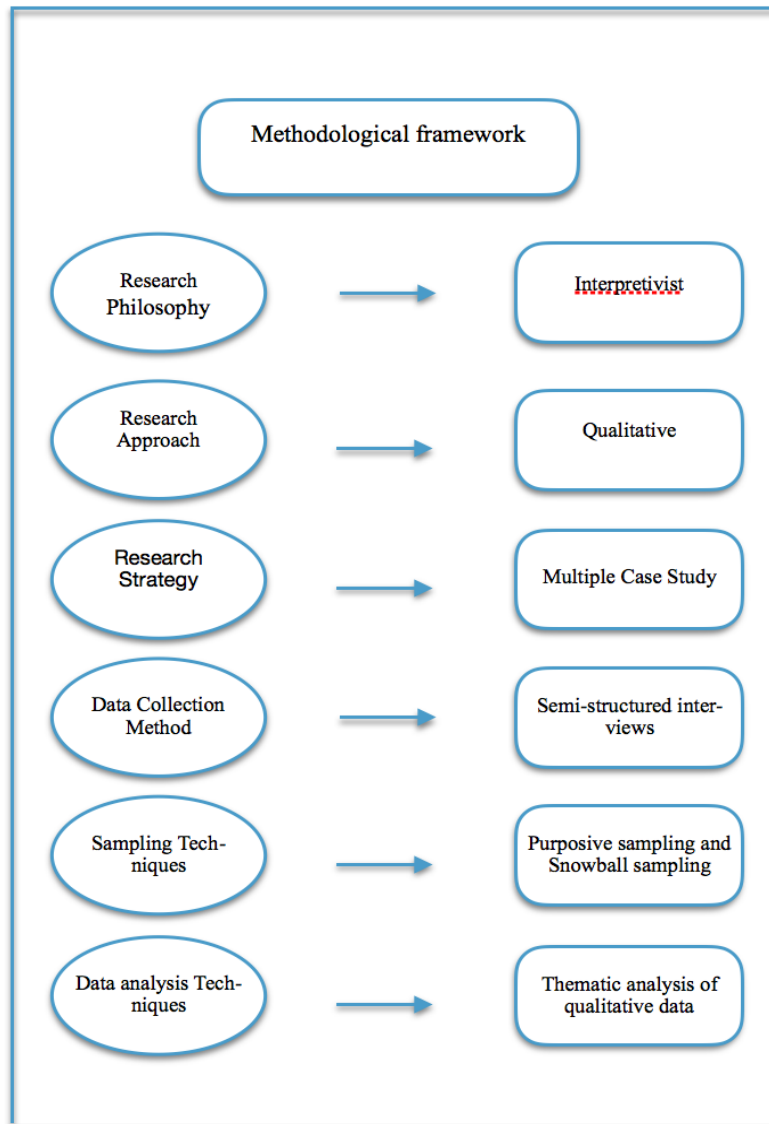 Methodological framework
Research
Philosophy
Interpretivist
Research
Approach
Qualitative
Research
Strategy
Multiple Case Study
Data Collection
Method
Semi-structured inter-
views
Sampling Tech-
niques
Purposive sampling and
Snowball sampling
Data analysis Tech-
niques
Thematic analysis of
qualitative data